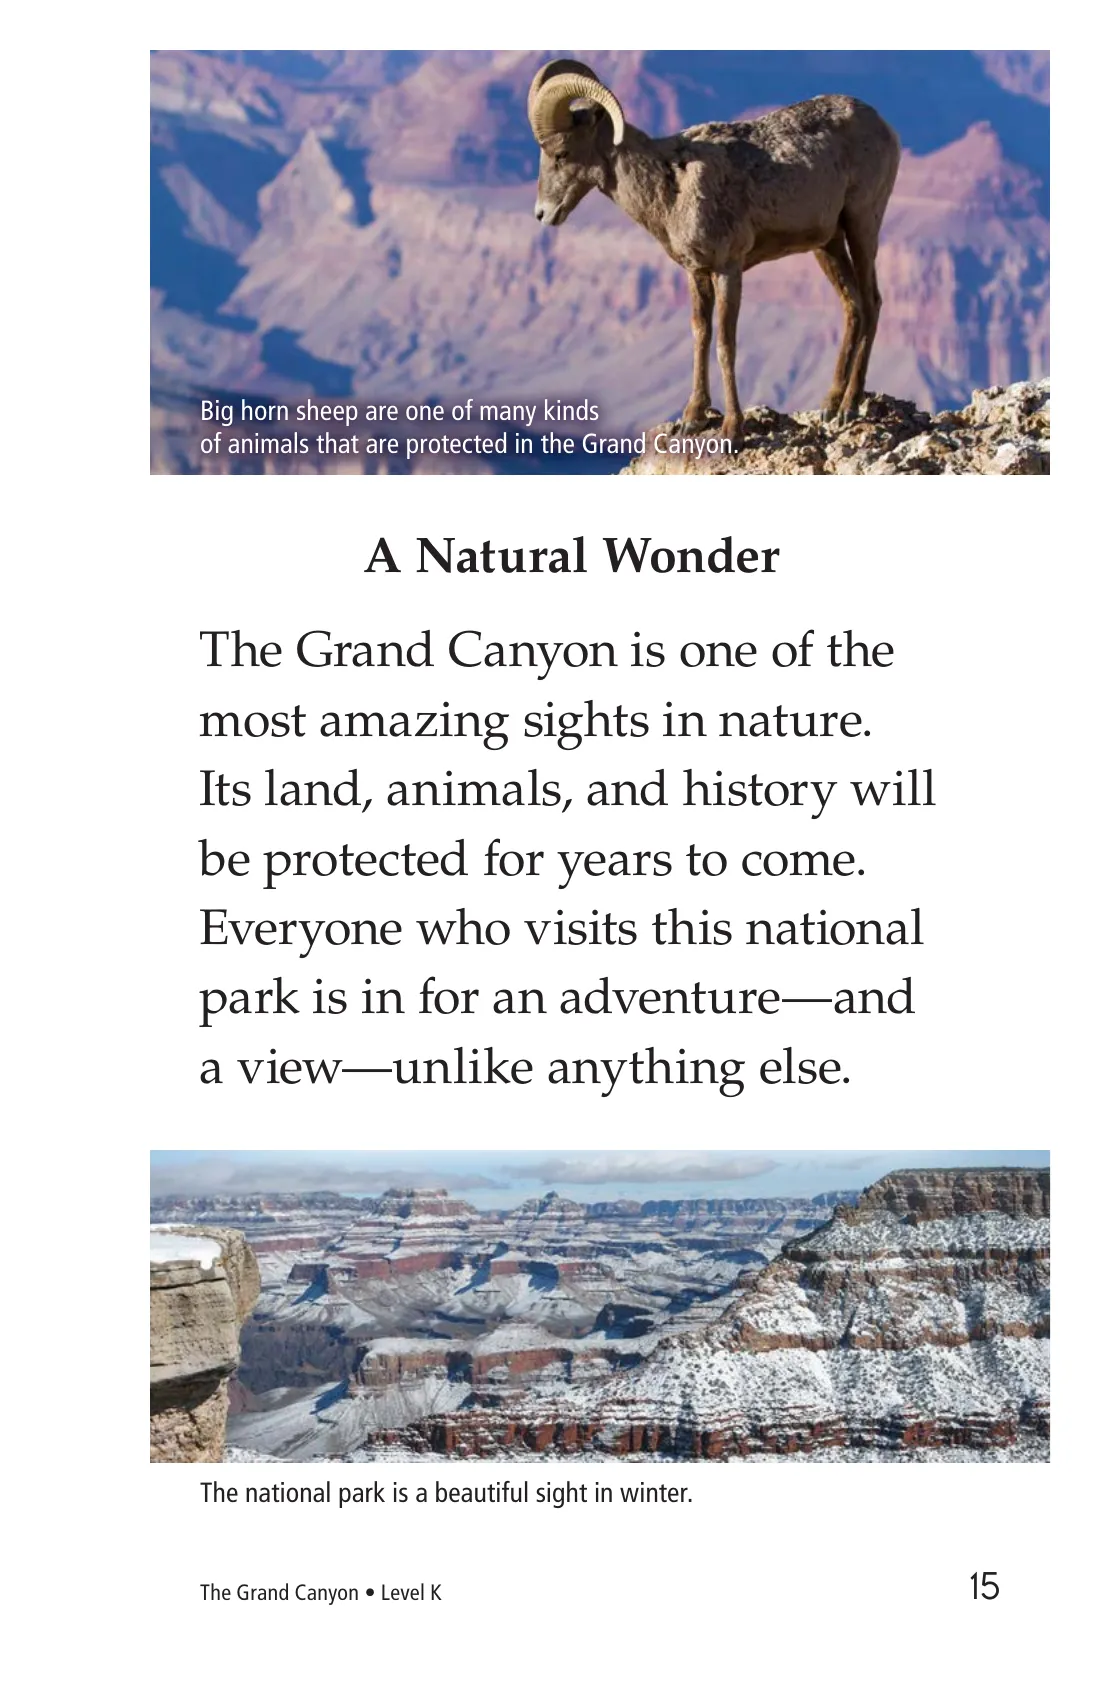 Big horn sheep are one of many kinds
of animals that are protected in the Grand Canyon.
A Natural Wonder
The Grand Canyon is one of the
most amazing sights in nature.
Its land, animals, and history will
be protected for years to come.
Everyone who visits this national
park is in for an adventure—and
a view—unlike anything else.
The national park is a beautiful sight in winter.
The Grand Canyon • Level K
15